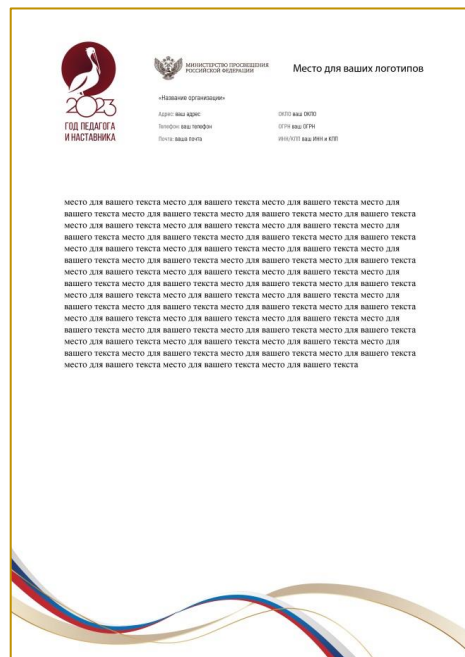 2023
ГОД ПЕДАГОГА
И НАСТАВНИКА
МИНИСТЕРСТВО ПРОСВЕЩЕНИЯ
РОССИЙСКОЙ ФЕДЕРАЦИИ
Место для ваших логотипов
«Название организации»
Адрес: ваш адрес
ОКПО: ваш ОКПО
Телефон: ваш телефон
ОГРН: ваш ОГРН
Почта: ваша почта
ИНН/КПП: ваш ИНН и КПП
место для вашего текста место для вашего текста место для вашего текста место для
вашего текста место для вашего текста место для вашего текста место для вашего текста
место для вашего текста место для вашего текста место для вашего текста место для
вашего текста место для вашего текста место для вашего текста место для вашего текста
место для вашего текста место для вашего текста место для вашего текста место для
вашего текста место для вашего текста место для вашего текста место для вашего текста
место для вашего текста место для вашего текста место для вашего текста место для
вашего текста место для вашего текста место для вашего текста место для вашего текста
место для вашего текста место для вашего текста место для вашего текста место для
вашего текста место для вашего текста место для вашего текста место для вашего текста
место для вашего текста место для вашего текста место для вашего текста место для
вашего текста место для вашего текста место для вашего текста место для вашего текста
место для вашего текста место для вашего текста место для вашего текста место для
вашего текста место для вашего текста место для вашего текста место для вашего текста
место для вашего текста место для вашего текста место для вашего текста